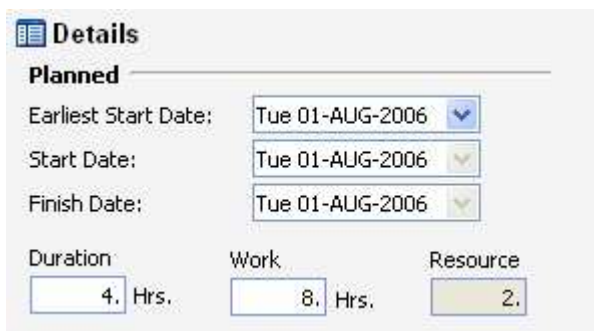 Details
Planned
Earliest Start Date: Tue 01-AUG-2006
Start Date: Tue 01-AUG-2006
Finish Date: Tue 01-AUG-2006
Duration Work Resource
4. Hrs. 8. Hrs. 2.